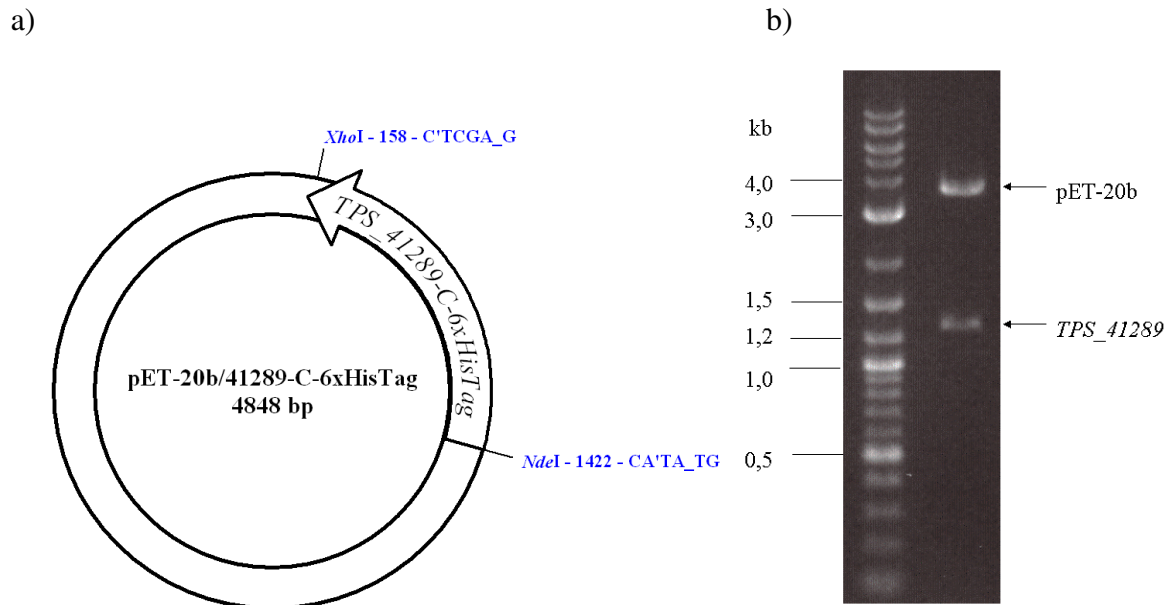 a)
XhoI - 158 - C'TCGA_G
TPS_41289-C-6xHisTag
pET-20b/41289-C-6xHisTag
4848 bp
NdeI - 1422 - CA'TA_TG
b)
kb
4,0
3,0
1,5
1,2
1,0
0,5
pET-20b
TPS_41289